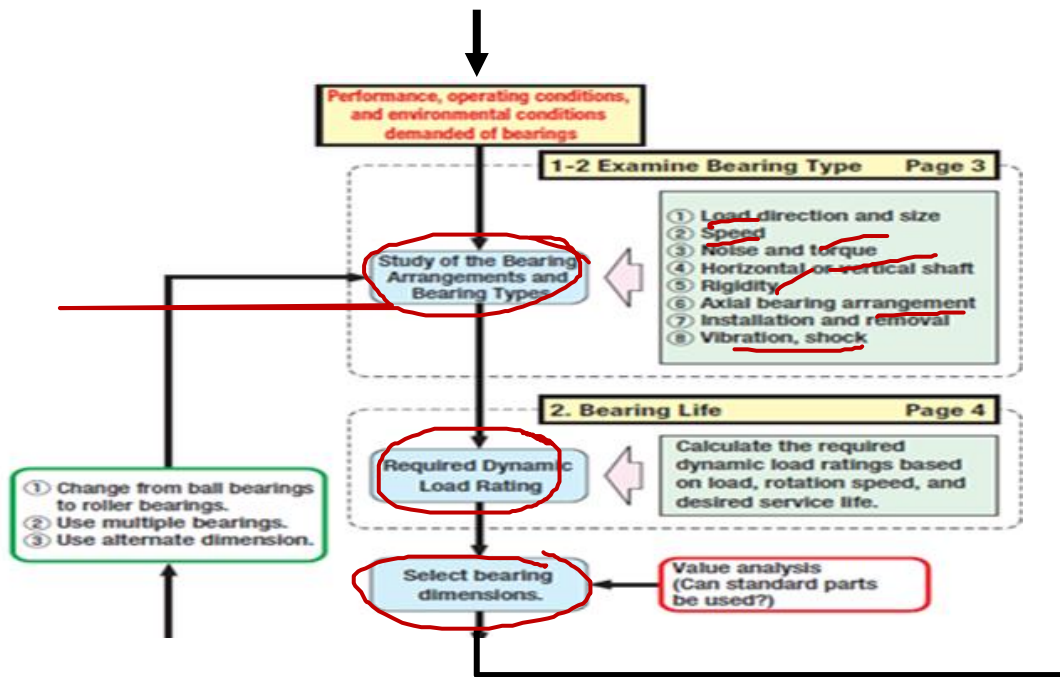 Performance, operating conditions,
and environmental conditions
demanded of bearings
1-2 Examine Bearing Type Page 3
① Load direction and size
② Speed
③ Noise and torque
④ Horizontal or vertical shaft
⑤ Rigidity
⑥ Axial bearing arrangement
⑦ Installation and removal
⑧ Vibration, shock
Study of the Bearing
Arrangements and
Bearing Types
2. Bearing Life Page 4
Required Dynamic
Load Rating
Calculate the required
dynamic load ratings based
on load, rotation speed, and
desired service life.
① Change from ball bearings
to roller bearings.
② Use multiple bearings.
③ Use alternate dimension.
Select bearing
dimensions.
Value analysis
(Can standard parts
be used?)